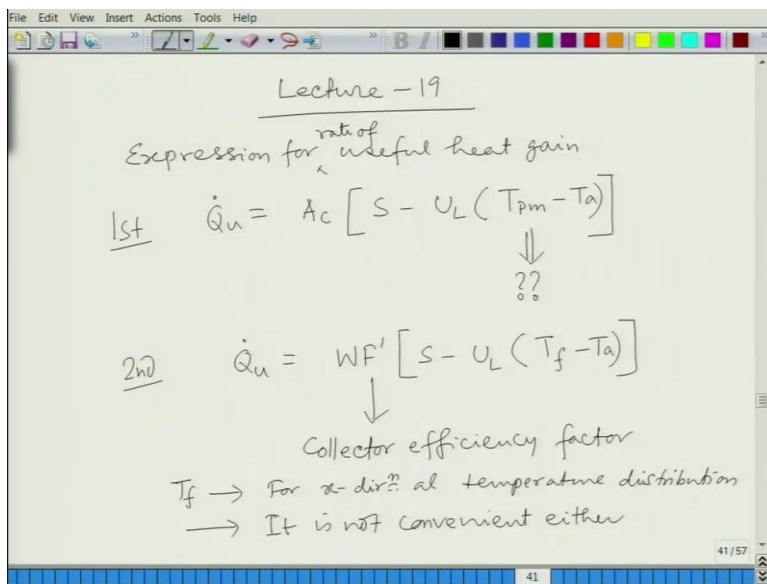 File Edit View Insert Actions Tools Help
B I
Lecture - 19
rate of
Expression for ^ useful heat gain
1st Q̇u = Ac [ S - UL ( Tpm - Ta) ]
⇓
??
2nd Q̇u = WF' [ S - UL ( Tf - Ta) ]
↓
Collector efficiency factor
Tf → For x-dirⁿ al temperature distribution
→ It is not convenient either
41/57
41